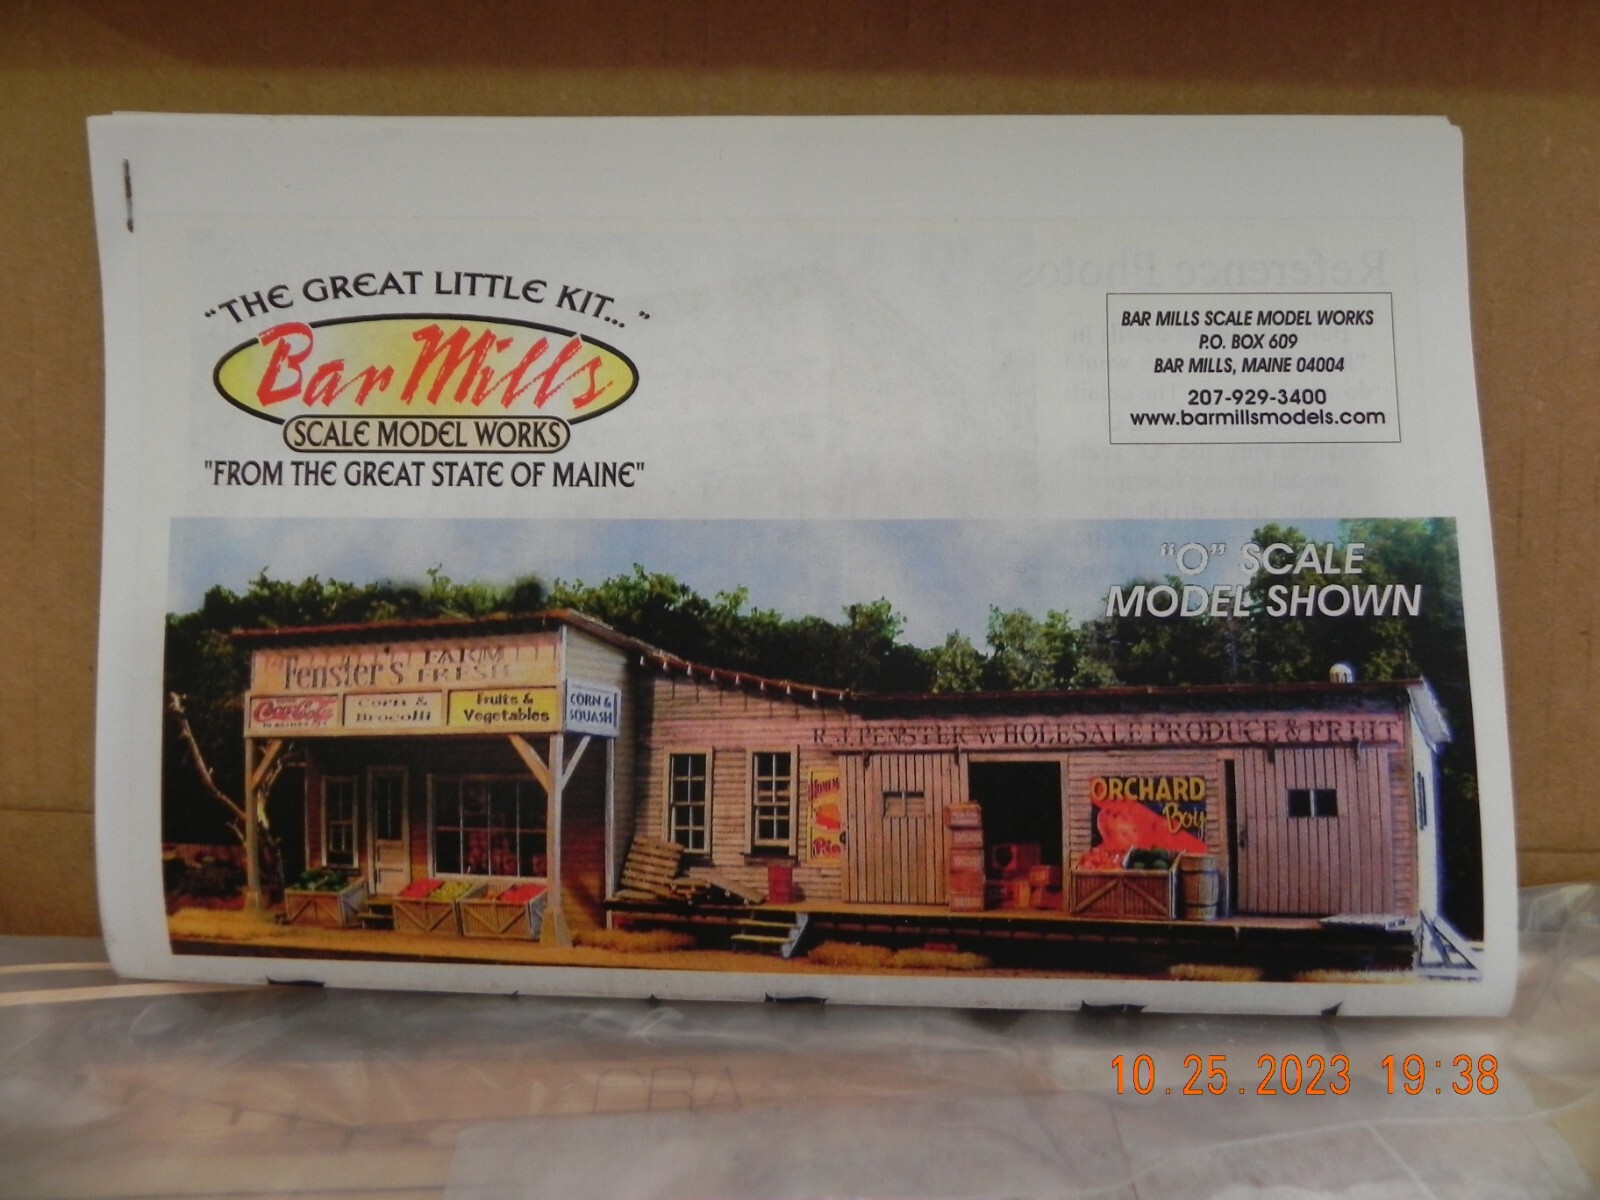 "THE GREAT LITTLE KIT... "
Bar Mills
SCALE MODEL WORKS
"FROM THE GREAT STATE OF MAINE"
BAR MILLS SCALE MODEL WORKS
P.O. BOX 609
BAR MILLS, MAINE 04004
207-929-3400
www.barmillsmodels.com
Reference Photos
"O" SCALE
MODEL SHOWN
Fenster's FARM FRESH
Coca-Cola
Corn &
Brocolli
Fruits &
Vegetables
CORN &
SQUASH
R.J. FENSTER WHOLESALE PRODUCE & FRUIT
ORCHARD
Boy
Pie
10.25.2023 19:38